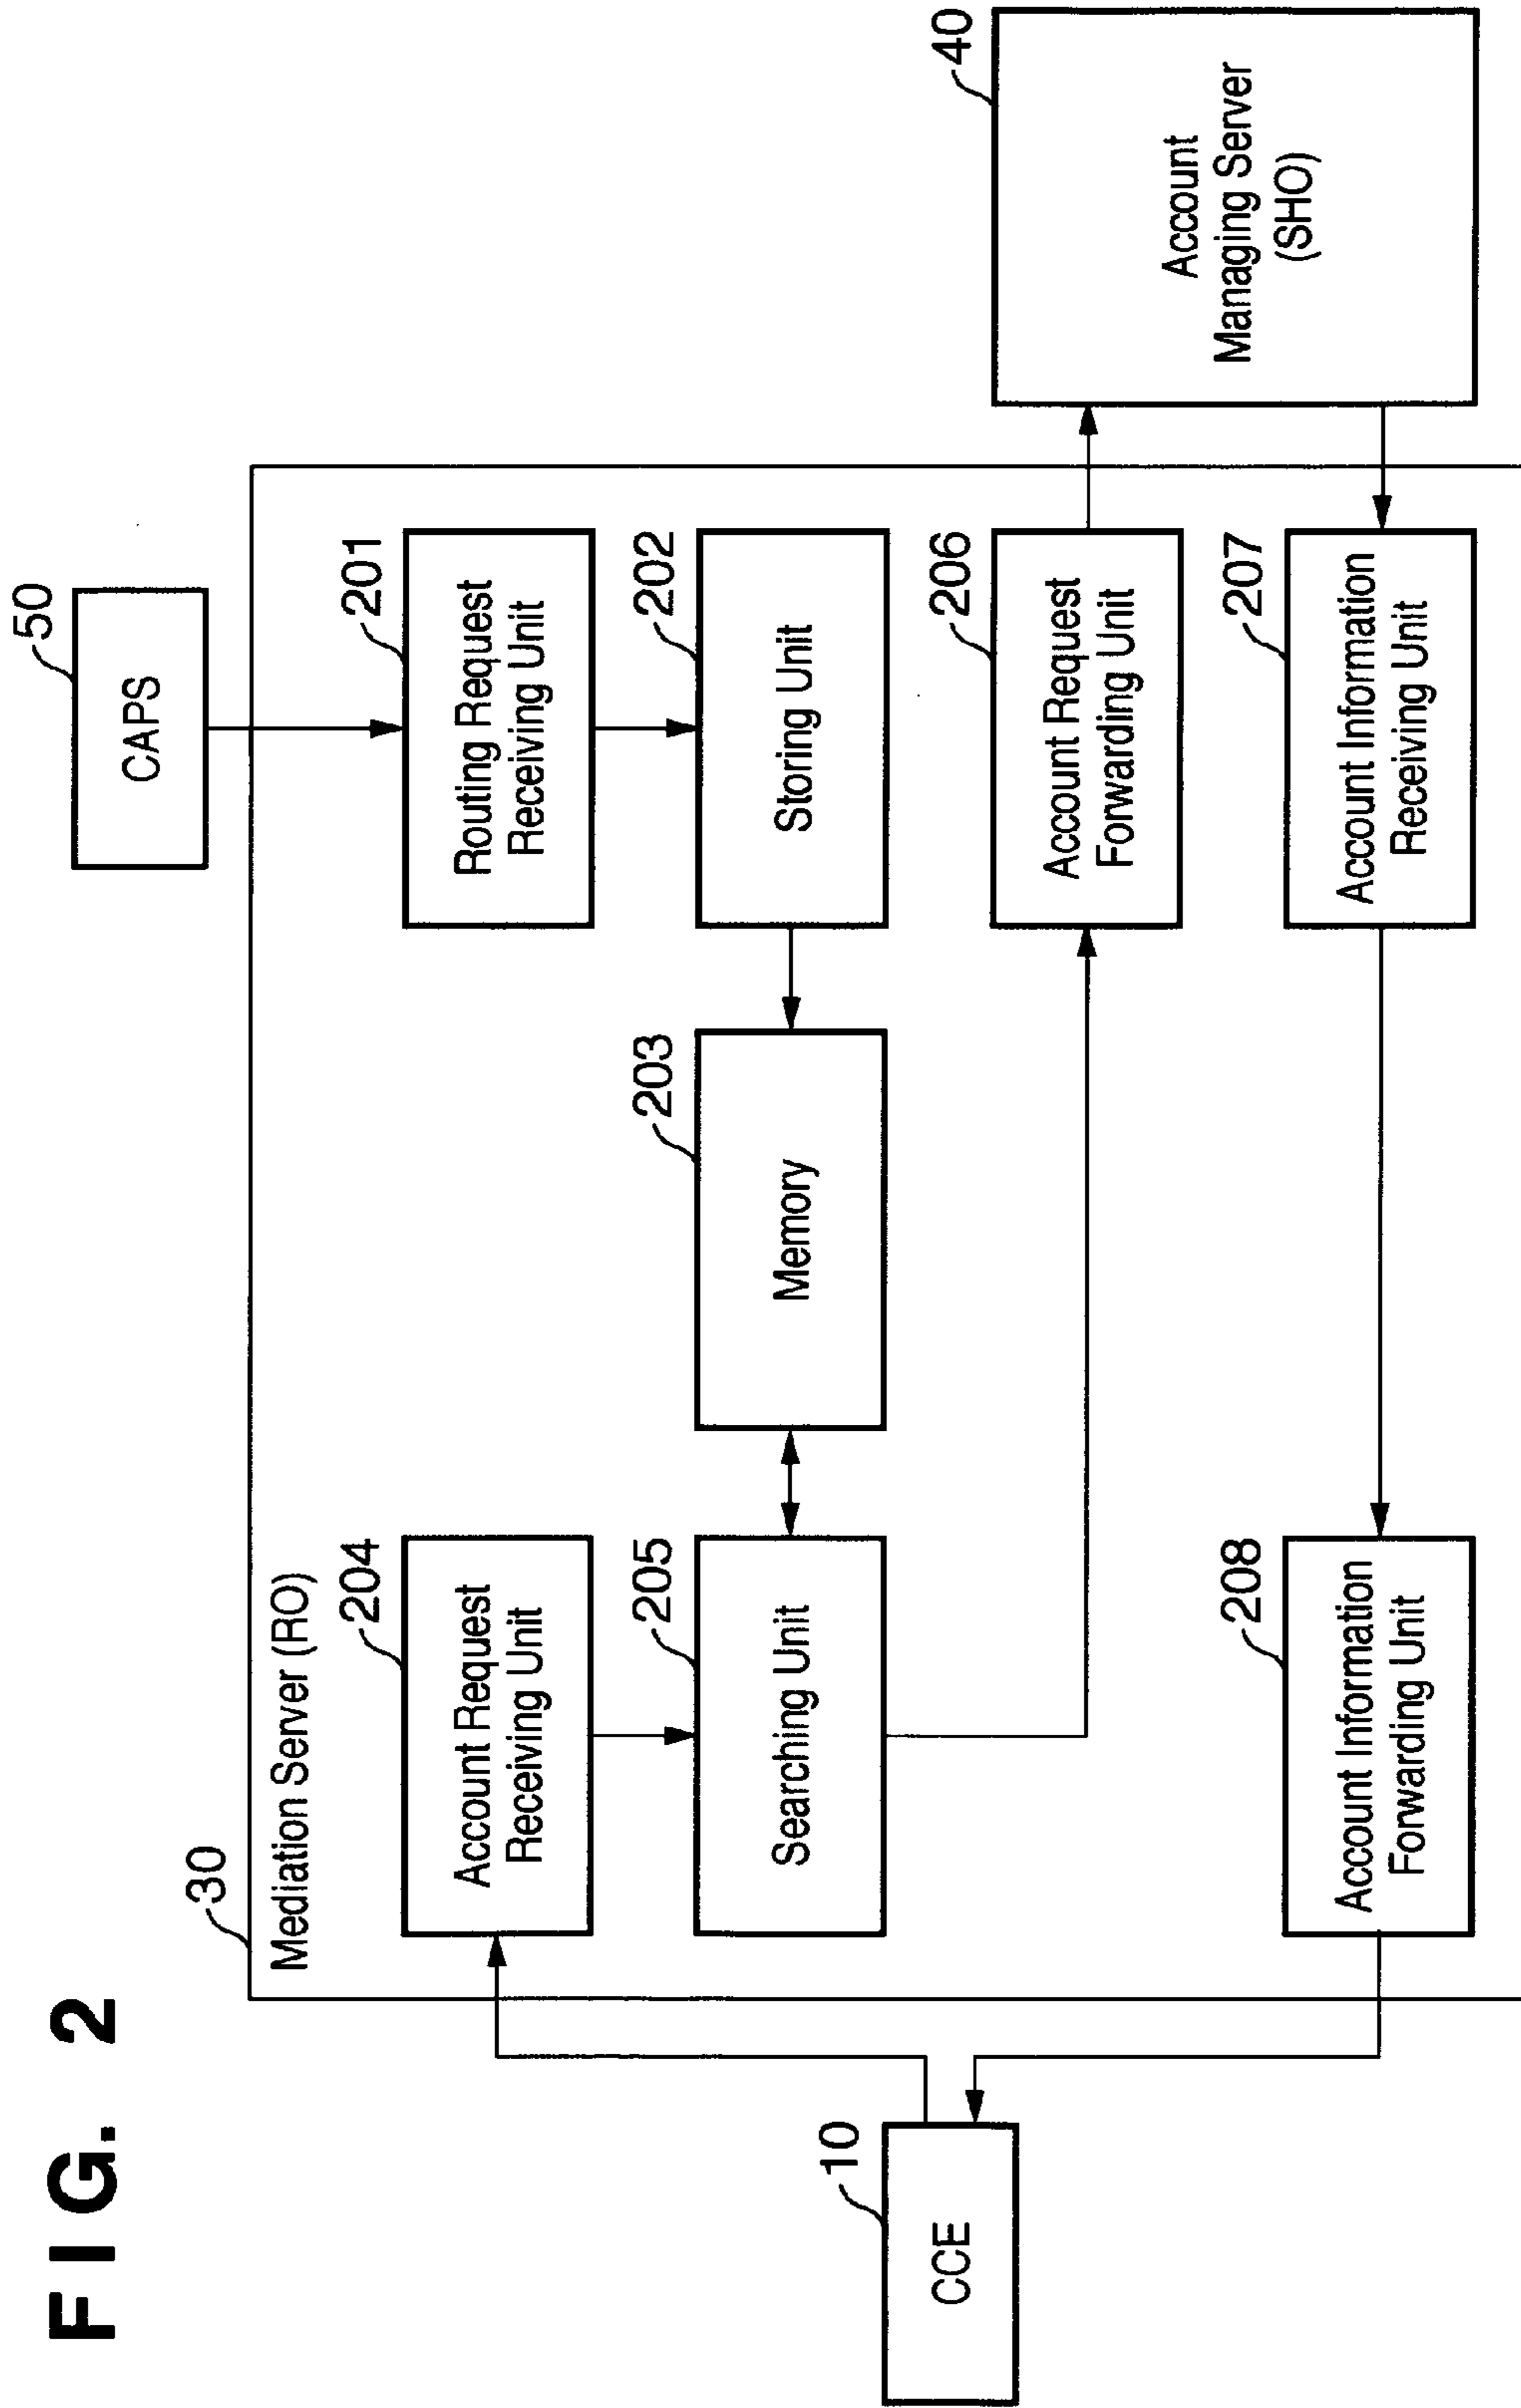 FIG. 2
50
CAPS
30
Mediation Server (RO)
204
Account Request
Receiving Unit
201
Routing Request
Receiving Unit
205
Searching Unit
203
Memory
202
Storing Unit
10
CCE
206
Account Request
Forwarding Unit
40
Account
Managing Server
(SHO)
208
Account Information
Forwarding Unit
207
Account Information
Receiving Unit